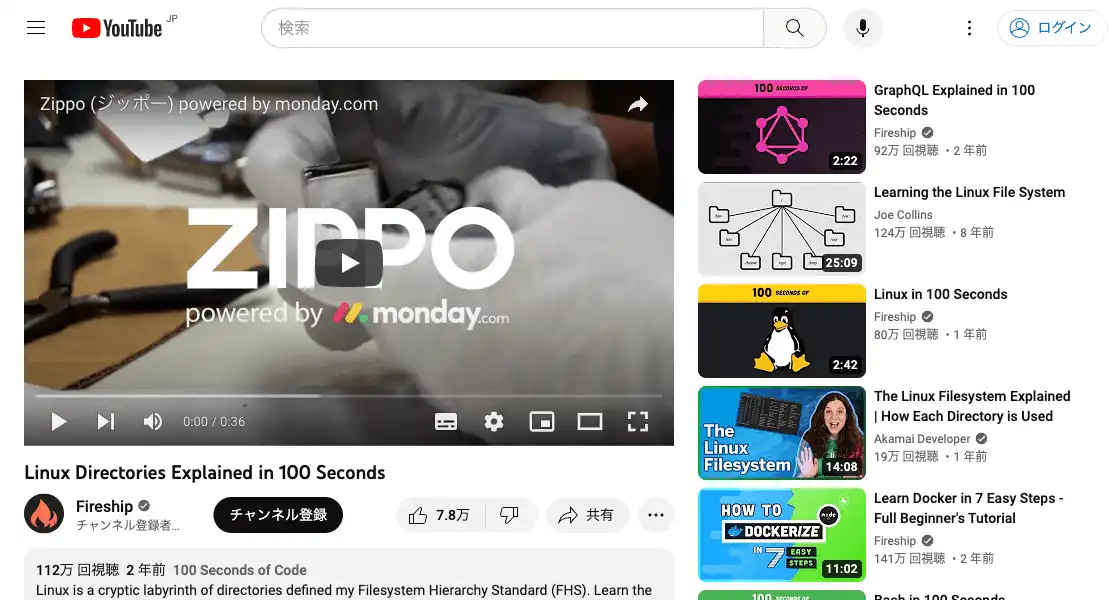 YouTube JP
検索
ログイン
Zippo (ジッポー) powered by monday.com
ZIPPO
powered by monday.com
0:00 / 0:36
Linux Directories Explained in 100 Seconds
Fireship
チャンネル登録者...
チャンネル登録
7.8万
共有
112万 回視聴 2 年前 100 Seconds of Code
Linux is a cryptic labyrinth of directories defined my Filesystem Hierarchy Standard (FHS). Learn the
100 SECONDS OF
2:22
GraphQL Explained in 100
Seconds
Fireship
92万 回視聴 ・2 年前
25:09
Learning the Linux File System
Joe Collins
124万 回視聴 ・8 年前
100 SECONDS OF
2:42
Linux in 100 Seconds
Fireship
80万 回視聴 ・1 年前
The
Linux
Filesystem
14:08
The Linux Filesystem Explained
| How Each Directory is Used
Akamai Developer
19万 回視聴 ・1 年前
HOW TO
DOCKERIZE
node
IN 7 EASY
STEPS
11:02
Learn Docker in 7 Easy Steps -
Full Beginner's Tutorial
Fireship
141万 回視聴 ・2 年前
100 SECONDS OF
Bash in 100 Seconds